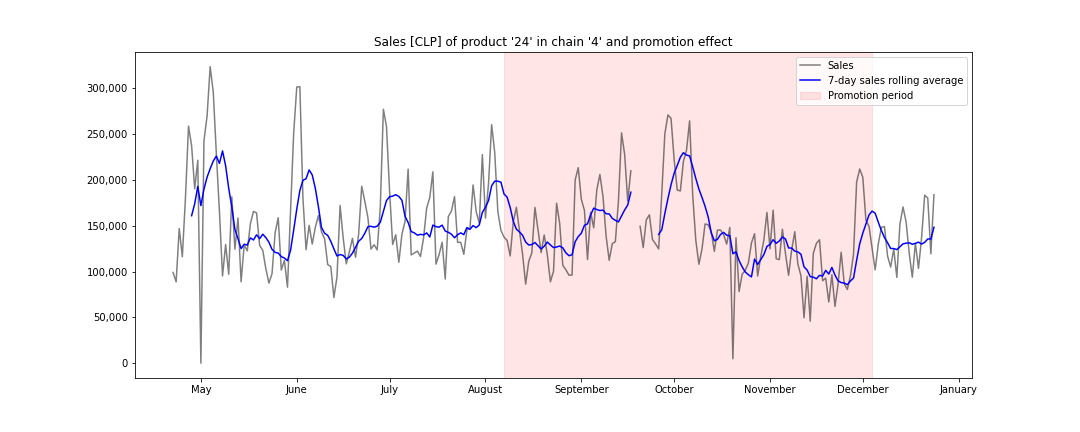 Sales [CLP] of product '24' in chain '4' and promotion effect
Sales
7-day sales rolling average
Promotion period
300,000
250,000
200,000
150,000
100,000
50,000
0
May
June
July
August
September
October
November
December
January